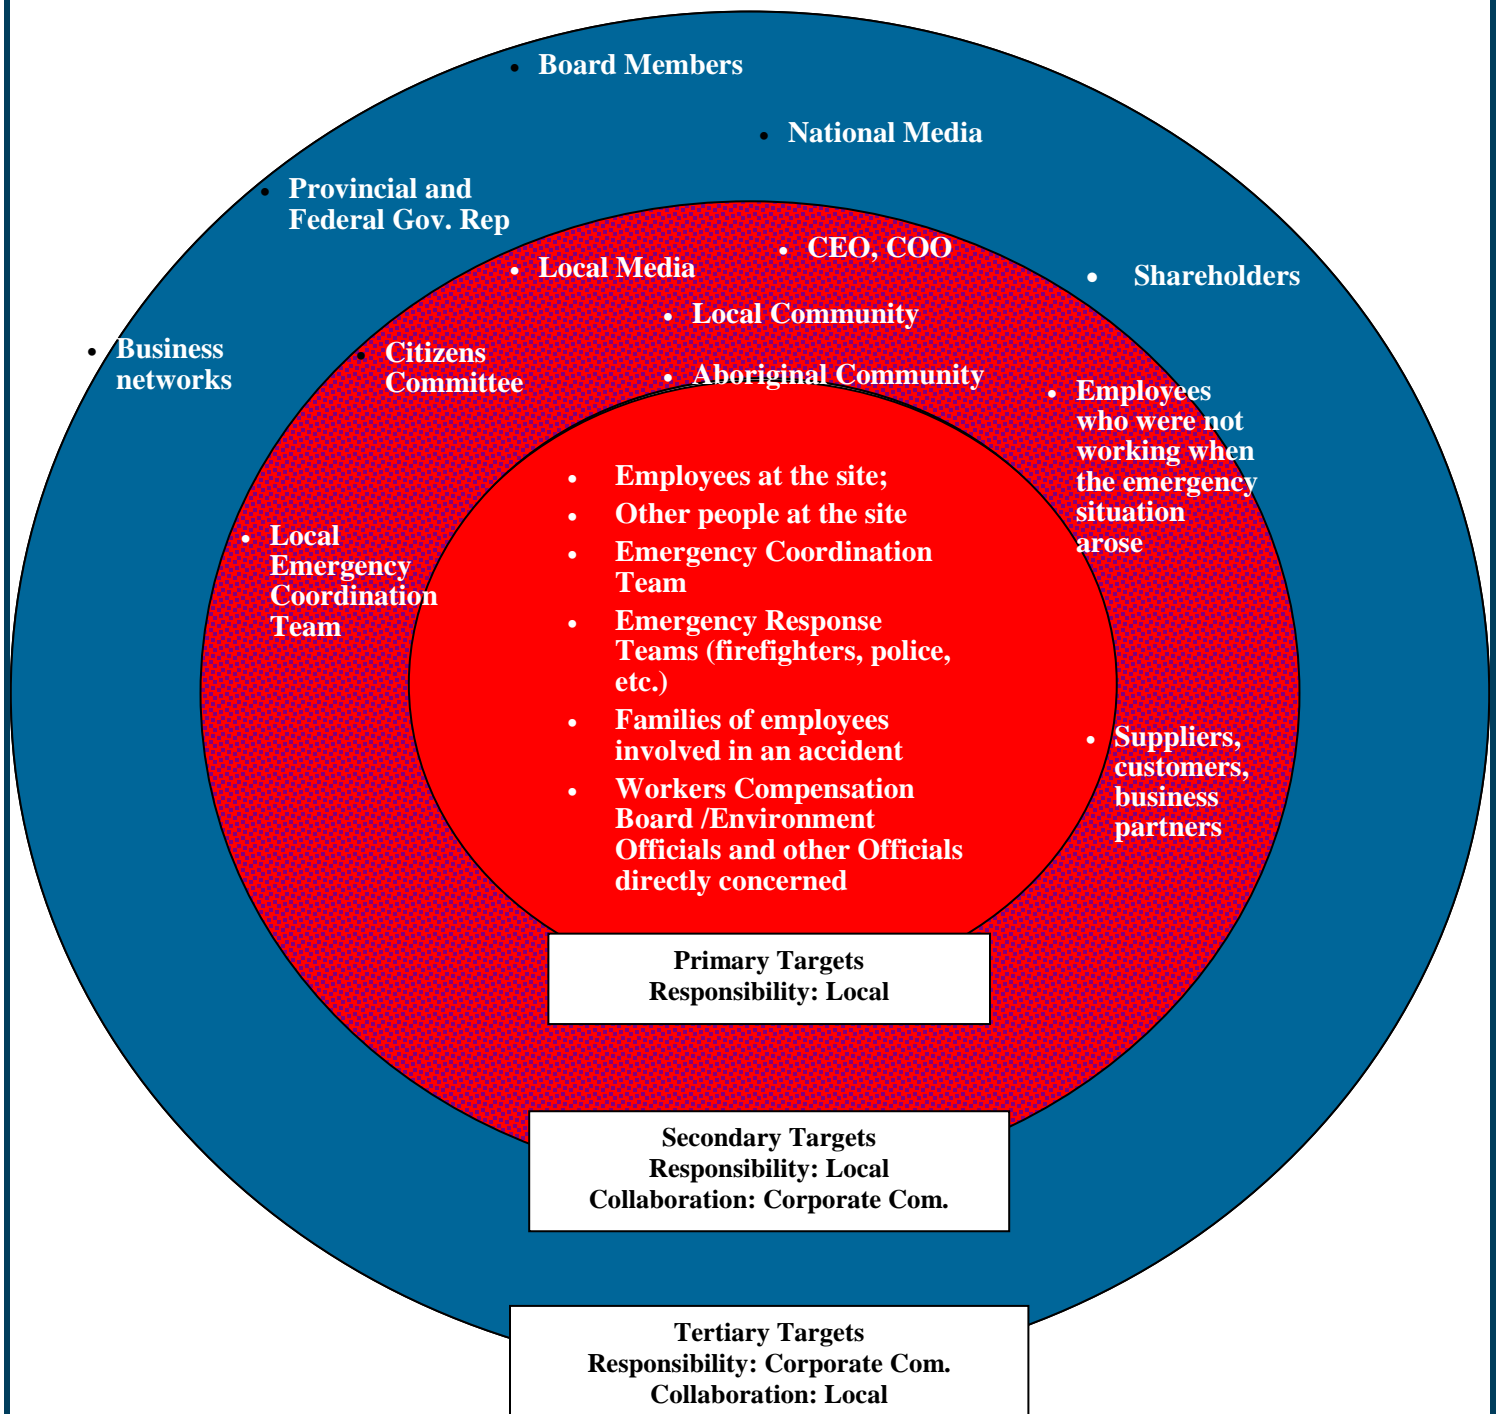 • Board Members
• National Media
• Provincial and
Federal Gov. Rep
• CEO, COO
• Local Media
• Shareholders
• Local Community
• Business
networks
• Citizens
Committee
• Aboriginal Community
• Employees
who were not
working when
the emergency
situation
arose
• Local
Emergency
Coordination
Team
• Employees at the site;
• Other people at the site
• Emergency Coordination
Team
• Emergency Response
Teams (firefighters, police,
etc.)
• Families of employees
involved in an accident
• Workers Compensation
Board /Environment
Officials and other Officials
directly concerned
• Suppliers,
customers,
business
partners
Primary Targets
Responsibility: Local
Secondary Targets
Responsibility: Local
Collaboration: Corporate Com.
Tertiary Targets
Responsibility: Corporate Com.
Collaboration: Local